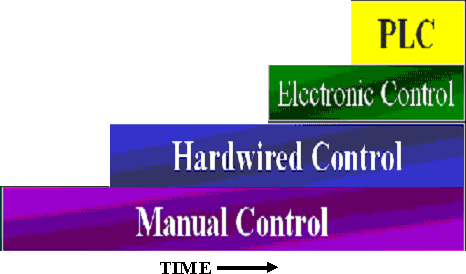 PLC
Electronic Control
Hardwired Control
Manual Control
TIME